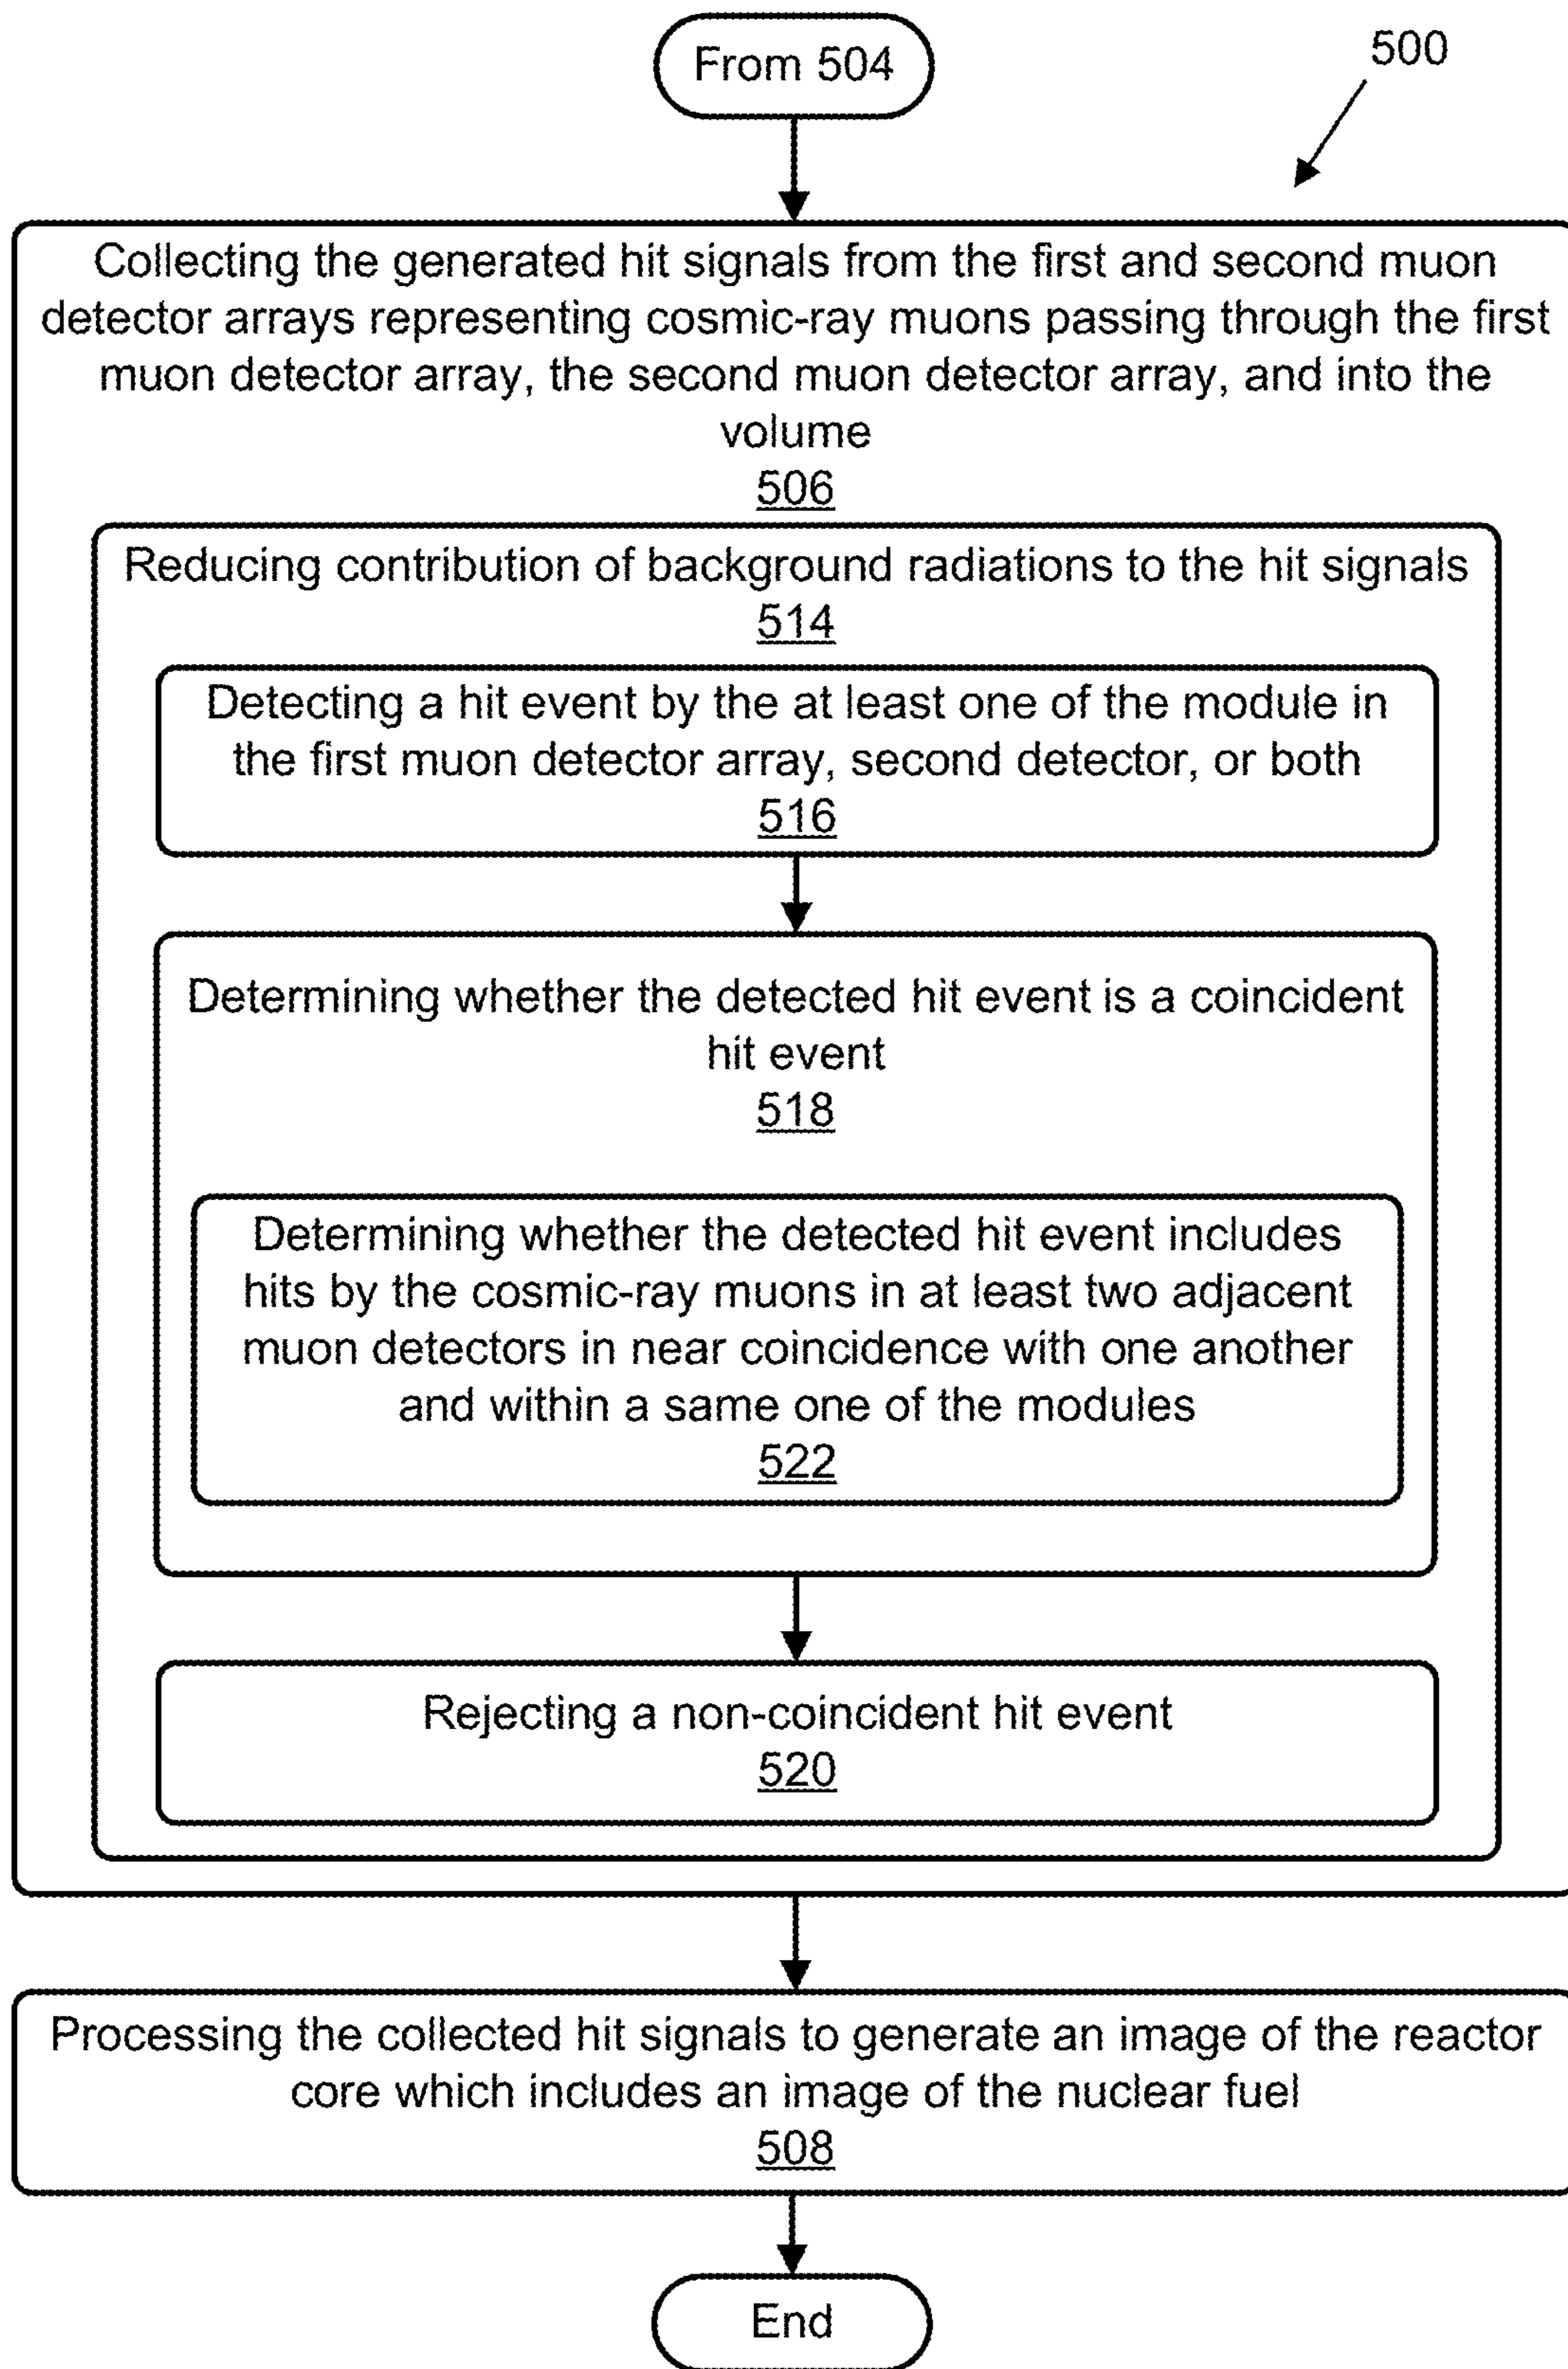 From 504
500
Collecting the generated hit signals from the first and second muon
detector arrays representing cosmic-ray muons passing through the first
muon detector array, the second muon detector array, and into the
volume
506
Reducing contribution of background radiations to the hit signals
514
Detecting a hit event by the at least one of the module in
the first muon detector array, second detector, or both
516
Determining whether the detected hit event is a coincident
hit event
518
Determining whether the detected hit event includes
hits by the cosmic-ray muons in at least two adjacent
muon detectors in near coincidence with one another
and within a same one of the modules
522
Rejecting a non-coincident hit event
520
Processing the collected hit signals to generate an image of the reactor
core which includes an image of the nuclear fuel
508
End